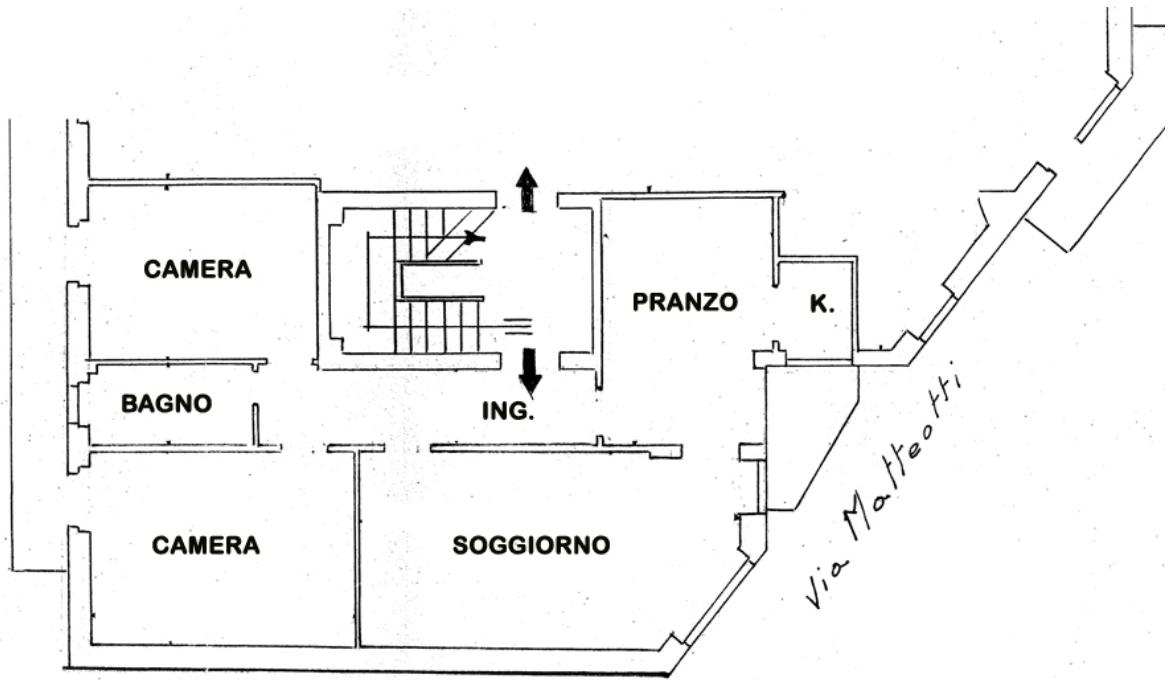 CAMERA
PRANZO
K.
BAGNO
ING.
CAMERA
SOGGIORNO
Via Matteotti